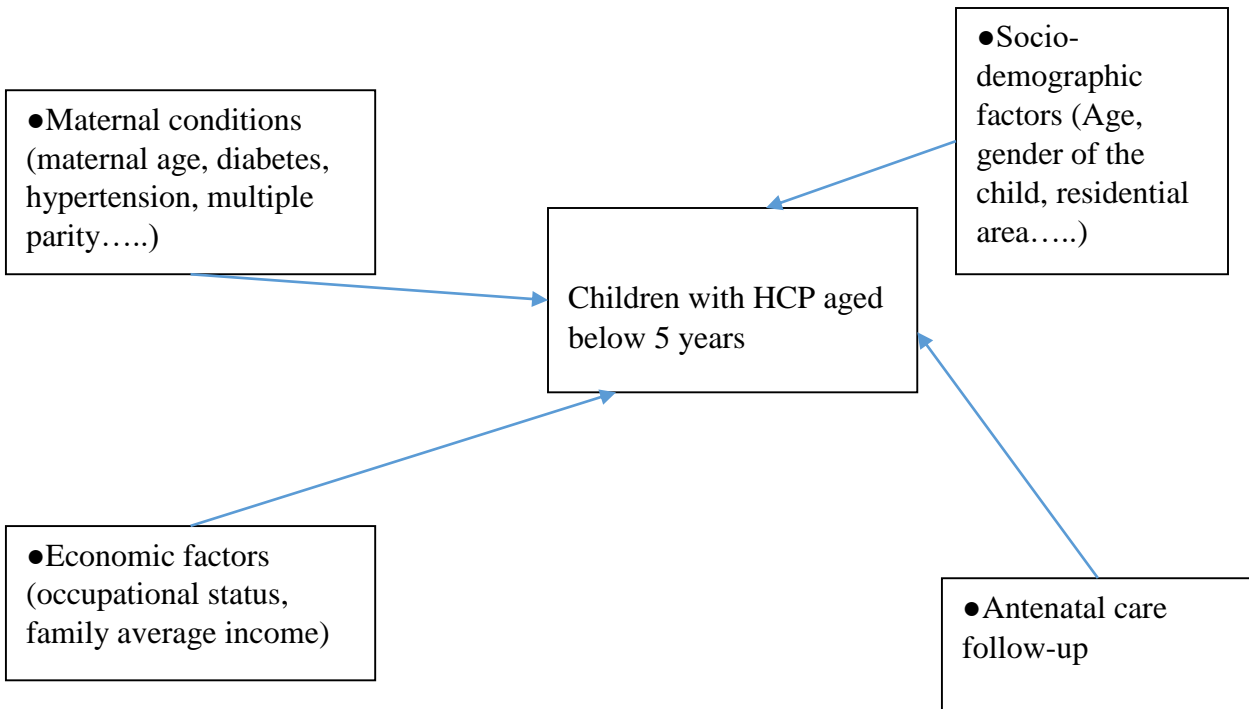 ●Socio-
demographic
factors (Age,
gender of the
child, residential
area…..)
●Maternal conditions
(maternal age, diabetes,
hypertension, multiple
parity…..)
Children with HCP aged
below 5 years
●Economic factors
(occupational status,
family average income)
●Antenatal care
follow-up